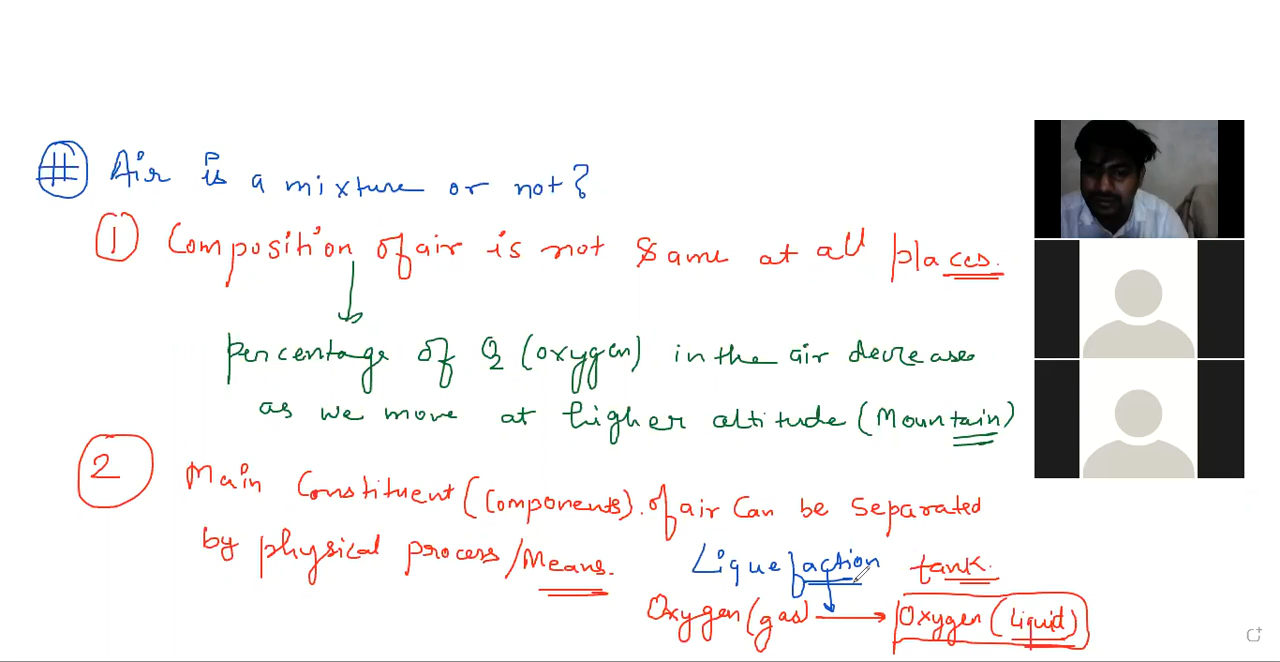 # Air is a mixture or not?
1 Composition of air is not same at all places.
percentage of O2 (oxygen) in the air decreases
as we move at higher altitude (Mountain)
2 Main Constituent (Components). of air can be separated
by physical process/Means.
Liquefaction tank.
Oxygen (gas) → Oxygen (Liquid)